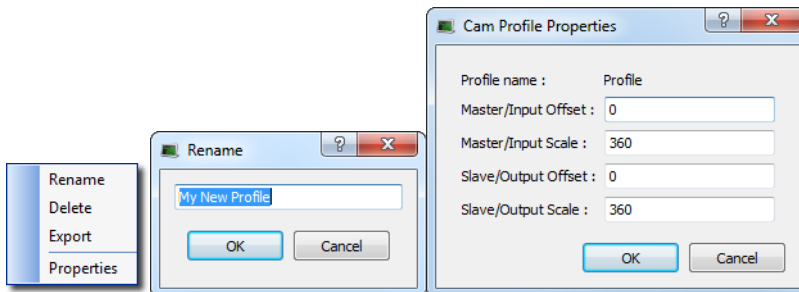 Rename
Delete
Export
Properties
Rename
My New Profile
OK Cancel
Cam Profile Properties
Profile name : Profile
Master/Input Offset : 0
Master/Input Scale : 360
Slave/Output Offset : 0
Slave/Output Scale : 360
OK Cancel